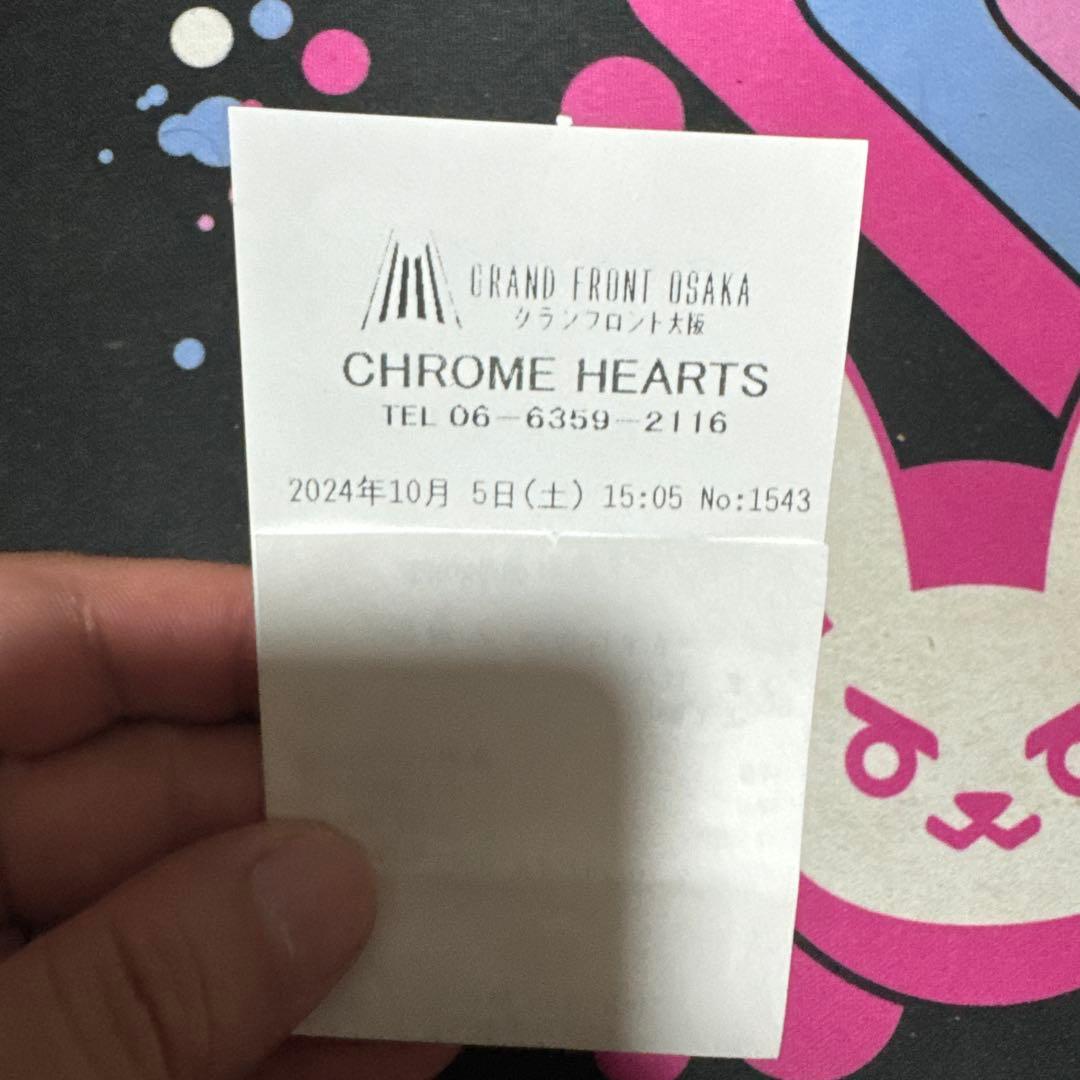 GRAND FRONT OSAKA
グランフロント大阪
CHROME HEARTS
TEL 06-6359-2116
2024年10月 5日(土) 15:05 No:1543